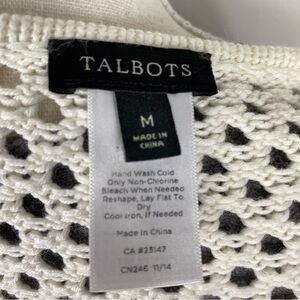 TALBOTS
M
MADE IN
CHINA
Hand Wash Cold
Only Non-Chlorine
Bleach When Needed
Reshape, Lay Flat To
Dry
Cool Iron, If Needed
Made in China
CA #23147
CN246 11/14